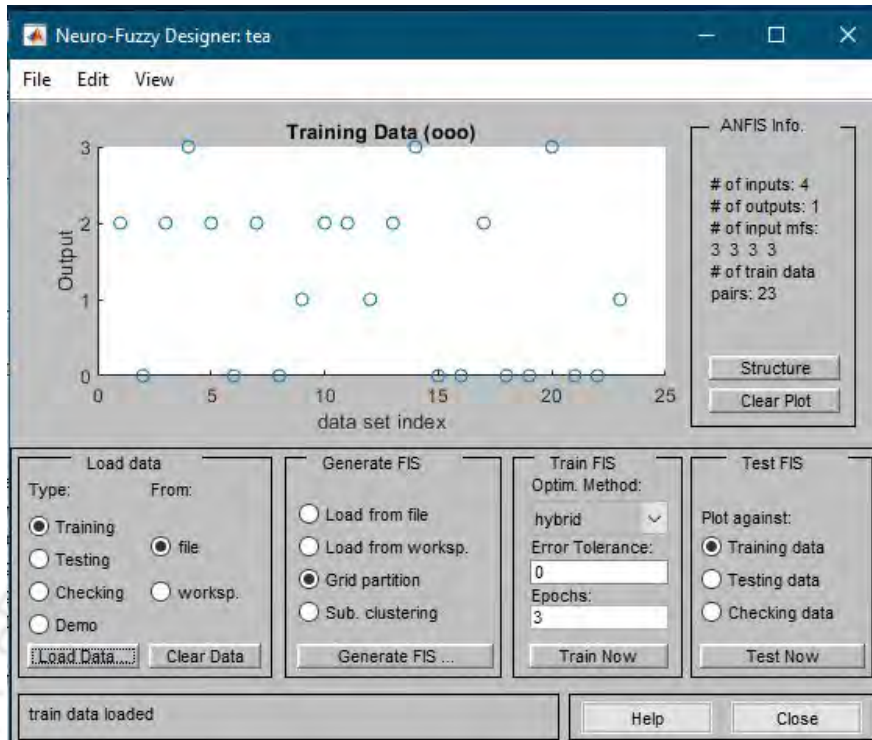 Neuro-Fuzzy Designer: tea
File Edit View
Training Data (ooo)
3
2
1
0
Output
0 5 10 15 20 25
data set index
ANFIS Info.
# of inputs: 4
# of outputs: 1
# of input mfs:
3 3 3 3
# of train data
pairs: 23
Structure
Clear Plot
Load data
Type: From:
Training
file
Testing
Checking
worksp.
Demo
Load Data...
Clear Data
Generate FIS
Load from file
Load from worksp.
Grid partition
Sub. clustering
Generate FIS ...
Train FIS
Optim. Method:
hybrid
Error Tolerance:
0
Epochs:
3
Train Now
Test FIS
Plot against:
Training data
Testing data
Checking data
Test Now
train data loaded
Help
Close